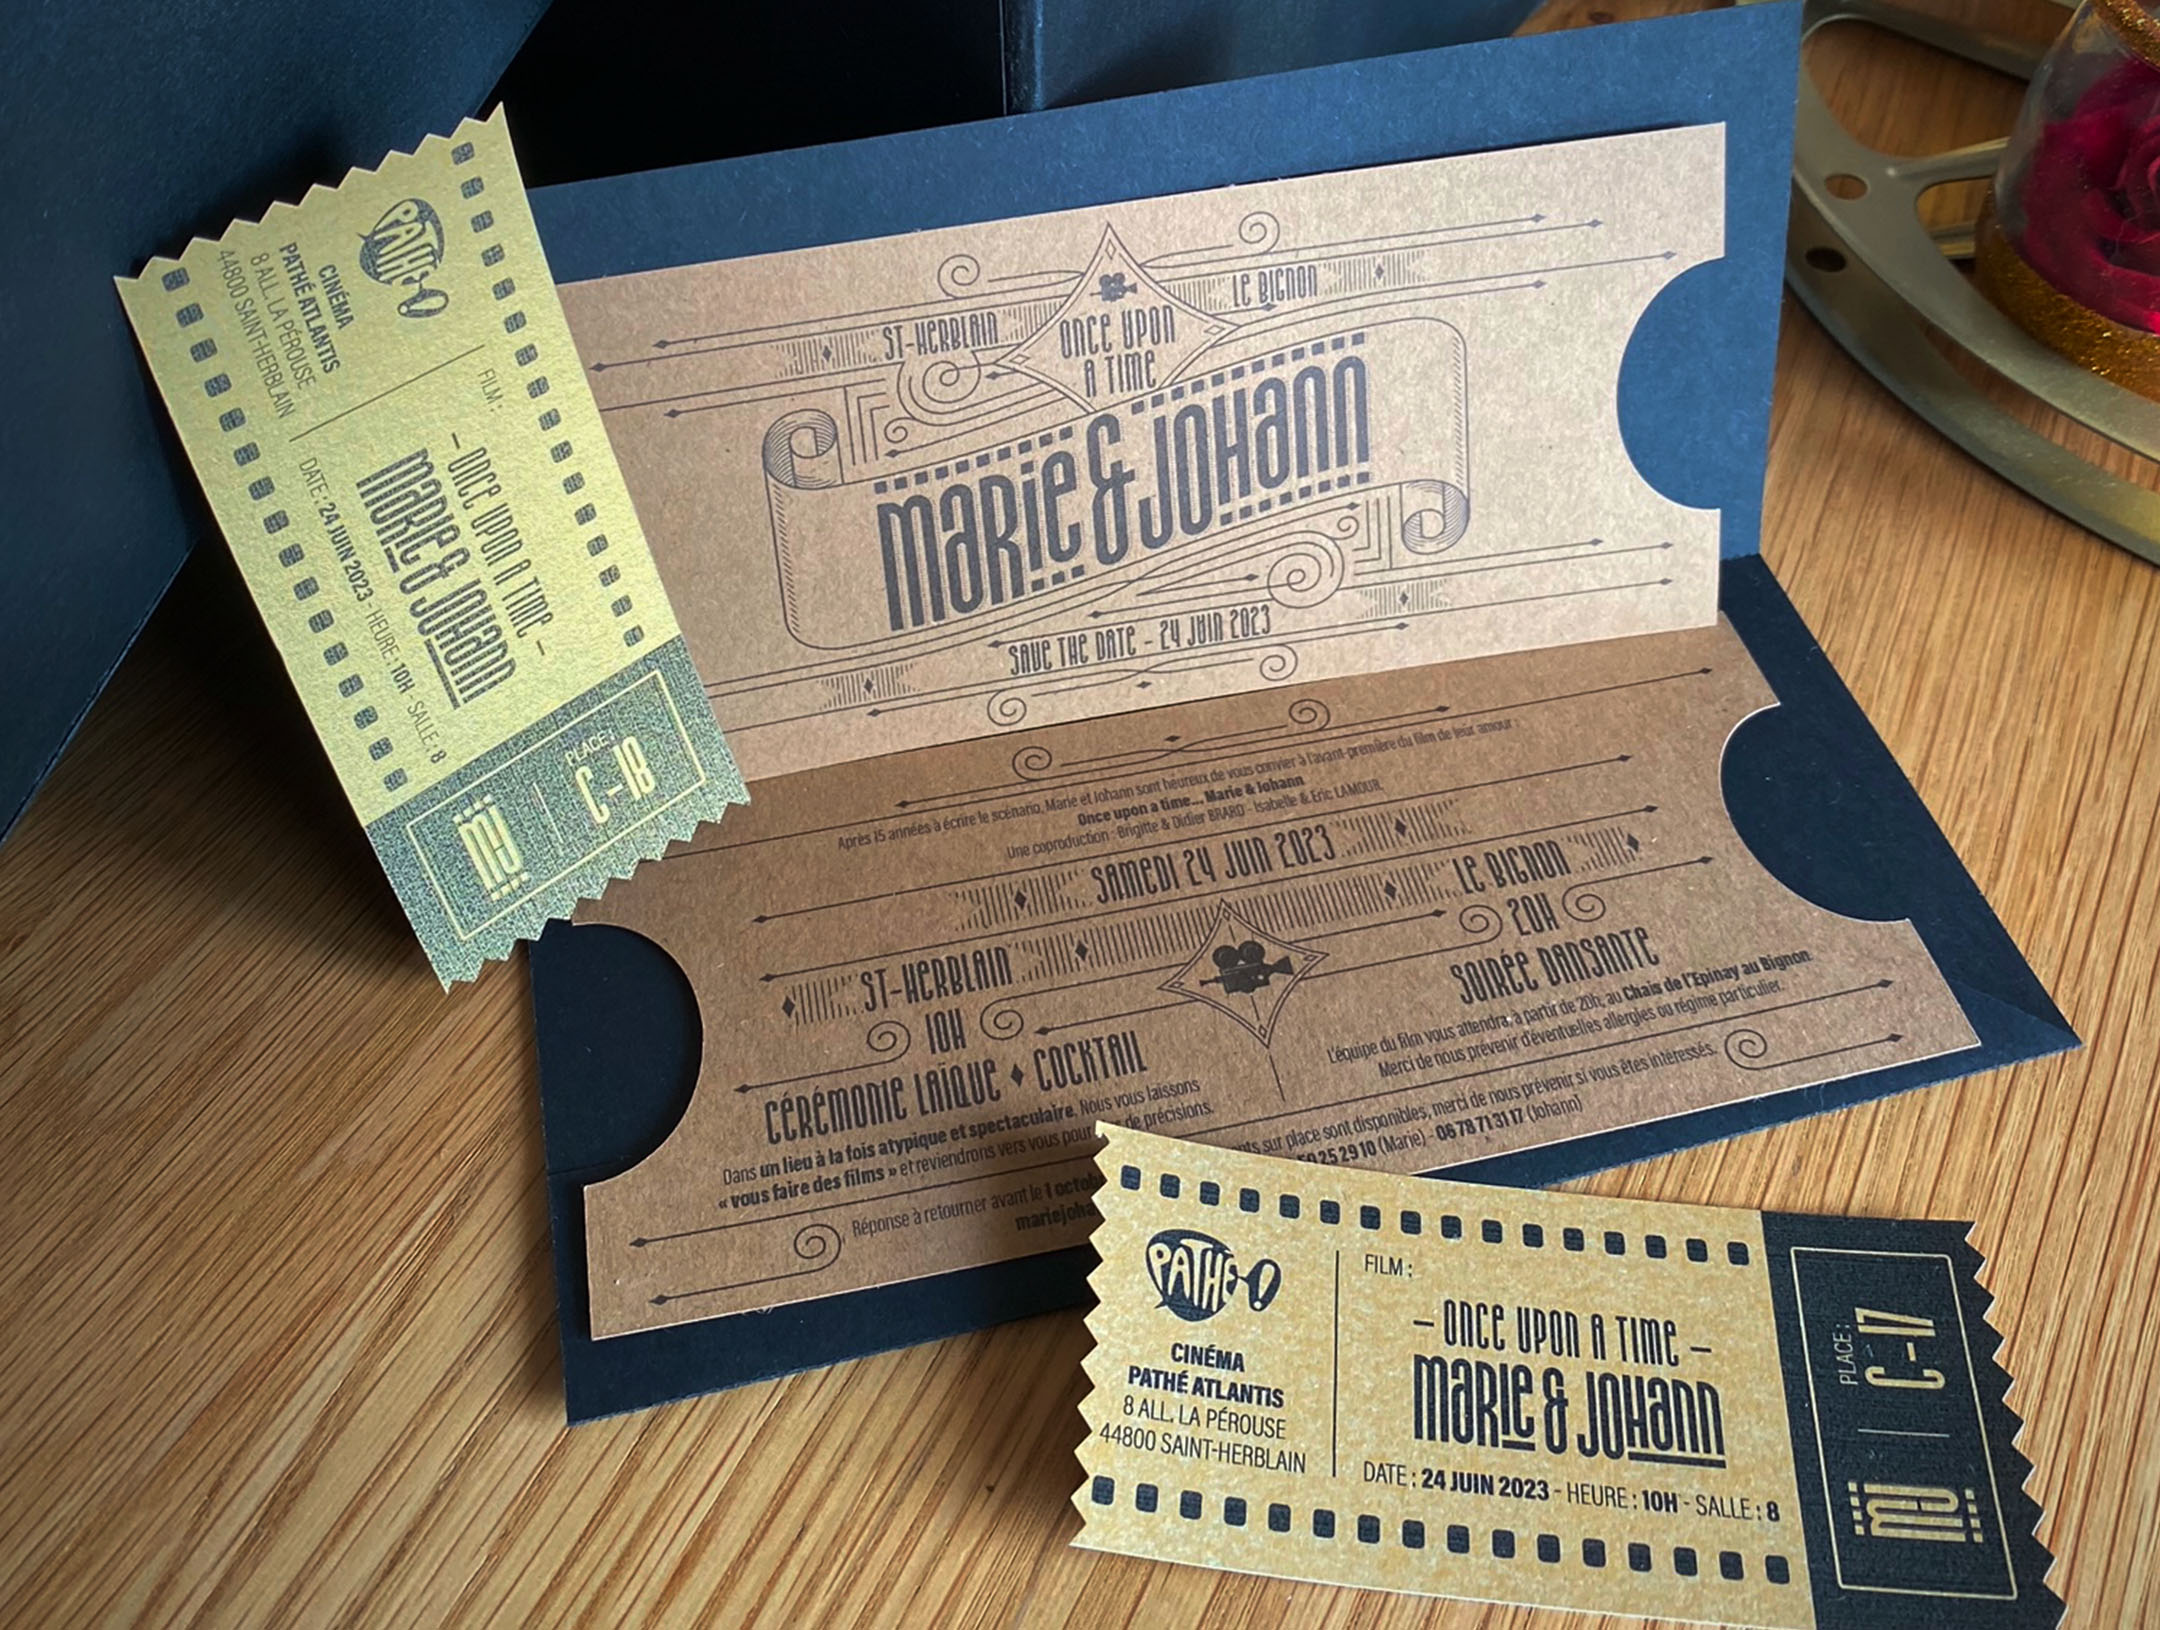 PATHÉ!
CINÉMA
PATHÉ ATLANTIS
8 ALL. LA PÉROUSE
44800 SAINT-HERBLAIN
FILM :
– ONCE UPON A TIME –
MARIE & JOHANN
DATE : 24 JUIN 2023 - HEURE : 10H - SALLE : 8
MJ
PLACE :
C-18
ST-HERBLAIN
LE BIGNON
ONCE UPON
A TIME
MARIE & JOHANN
SAVE THE DATE - 24 JUIN 2023
Après 15 années à écrire le scénario, Marie et Johann sont heureux de vous convier à l'avant-première du film de leur amour :
Once upon a time... Marie & Johann
Une coproduction : Brigitte & Didier BRARD - Isabelle & Eric LAMOUR.
SAMEDI 24 JUIN 2023
ST-HERBLAIN
10H
CÉRÉMONIE LAÏQUE ♦ COCKTAIL
Dans un lieu à la fois atypique et spectaculaire. Nous vous laissons
« vous faire des films » et reviendrons vers vous pour de précisions.
LE BIGNON
20H
SOIRÉE DANSANTE
L'équipe du film vous attendra, à partir de 20h, au Chais de l'Epinay au Bignon.
Merci de nous prévenir d'éventuelles allergies ou régime particulier.
Réponse à retourner avant le 1 octob
mariejoha
sur place sont disponibles, merci de nous prévenir si vous êtes intéressés.
25 29 10 (Marie) - 06 78 71 31 17 (Johann)
PATHÉ!
CINÉMA
PATHÉ ATLANTIS
8 ALL. LA PÉROUSE
44800 SAINT-HERBLAIN
FILM :
– ONCE UPON A TIME –
MARIE & JOHANN
DATE : 24 JUIN 2023 - HEURE : 10H - SALLE : 8
MJ
PLACE :
C-17